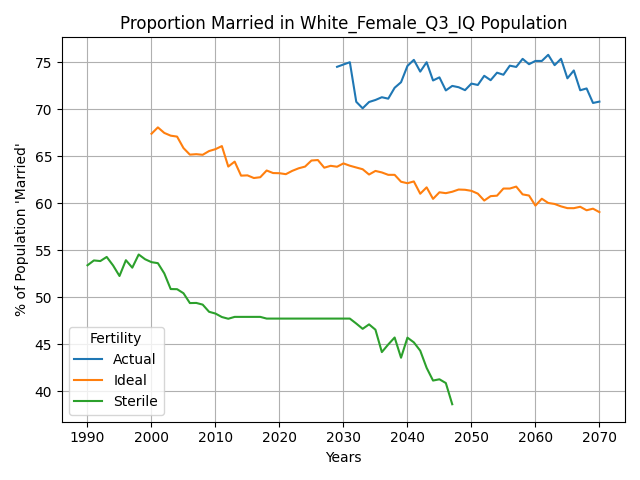 Proportion Married in White_Female_Q3_IQ Population
% of Population 'Married'
75
70
65
60
55
50
45
40
Fertility
Actual
Ideal
Sterile
1990 2000 2010 2020 2030 2040 2050 2060 2070
Years